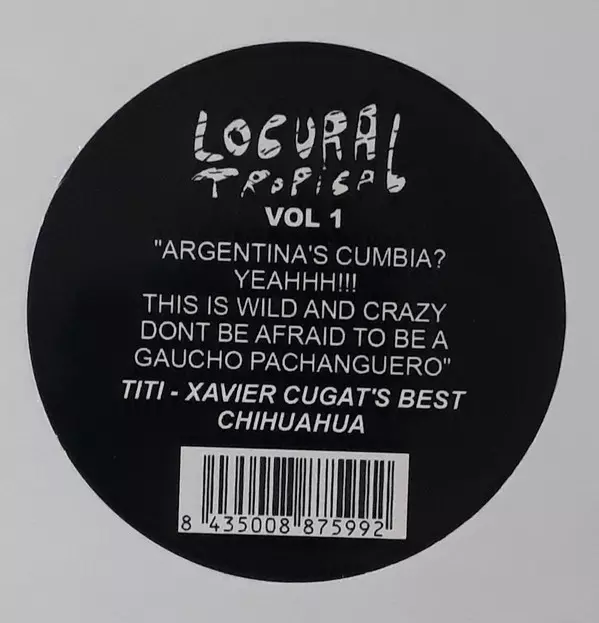 LOCURA
TROPICAL
VOL 1
"ARGENTINA'S CUMBIA?
YEAHHH!!!
THIS IS WILD AND CRAZY
DONT BE AFRAID TO BE A
GAUCHO PACHANGUERO"
TITI - XAVIER CUGAT'S BEST
CHIHUAHUA
8 435008 875992